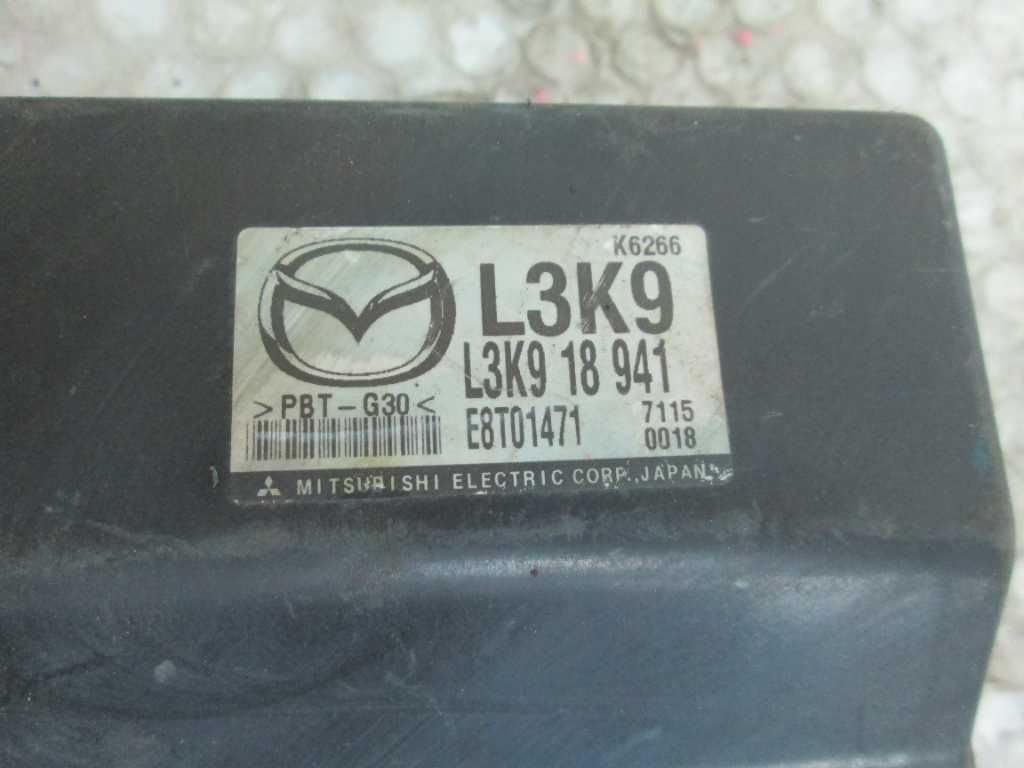 K6266
L3K9
L3K9 18 941
>PBT-G30<
E8T01471
7115
0018
MITSUBISHI ELECTRIC CORP., JAPAN